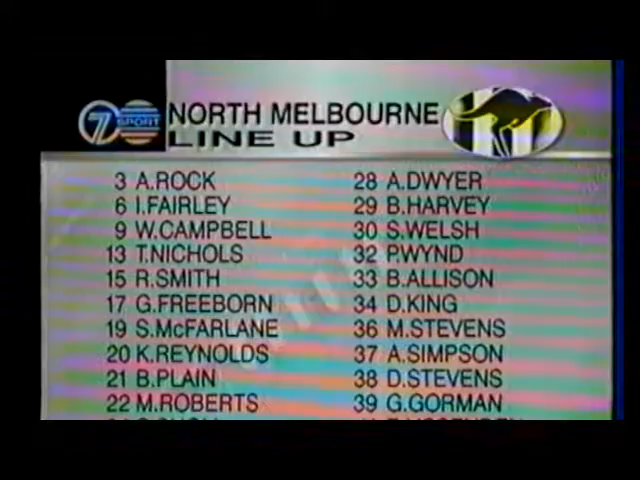 7 SPORT
NORTH MELBOURNE
LINE UP
3 A.ROCK
6 I.FAIRLEY
9 W.CAMPBELL
13 T.NICHOLS
15 R.SMITH
17 G.FREEBORN
19 S.McFARLANE
20 K.REYNOLDS
21 B.PLAIN
22 M.ROBERTS
28 A.DWYER
29 B.HARVEY
30 S.WELSH
32 P.WYND
33 B.ALLISON
34 D.KING
36 M.STEVENS
37 A.SIMPSON
38 D.STEVENS
39 G.GORMAN